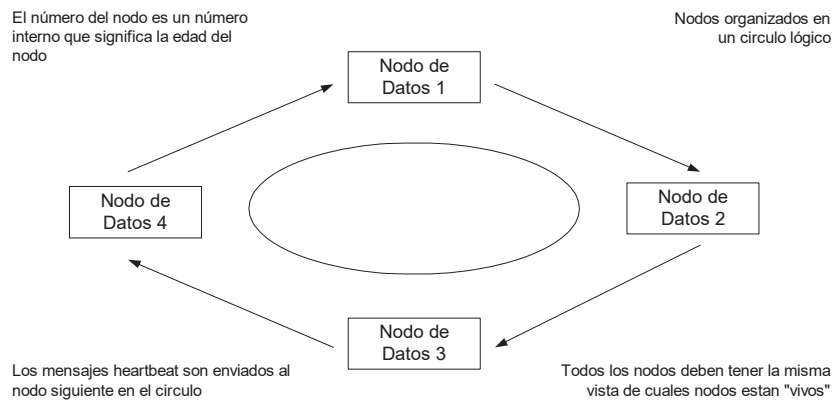 El número del nodo es un número
interno que significa la edad del
nodo
Nodos organizados en
un circulo lógico
Nodo de
Datos 1
Nodo de
Datos 4
Nodo de
Datos 2
Nodo de
Datos 3
Los mensajes heartbeat son enviados al
nodo siguiente en el circulo
Todos los nodos deben tener la misma
vista de cuales nodos estan "vivos"